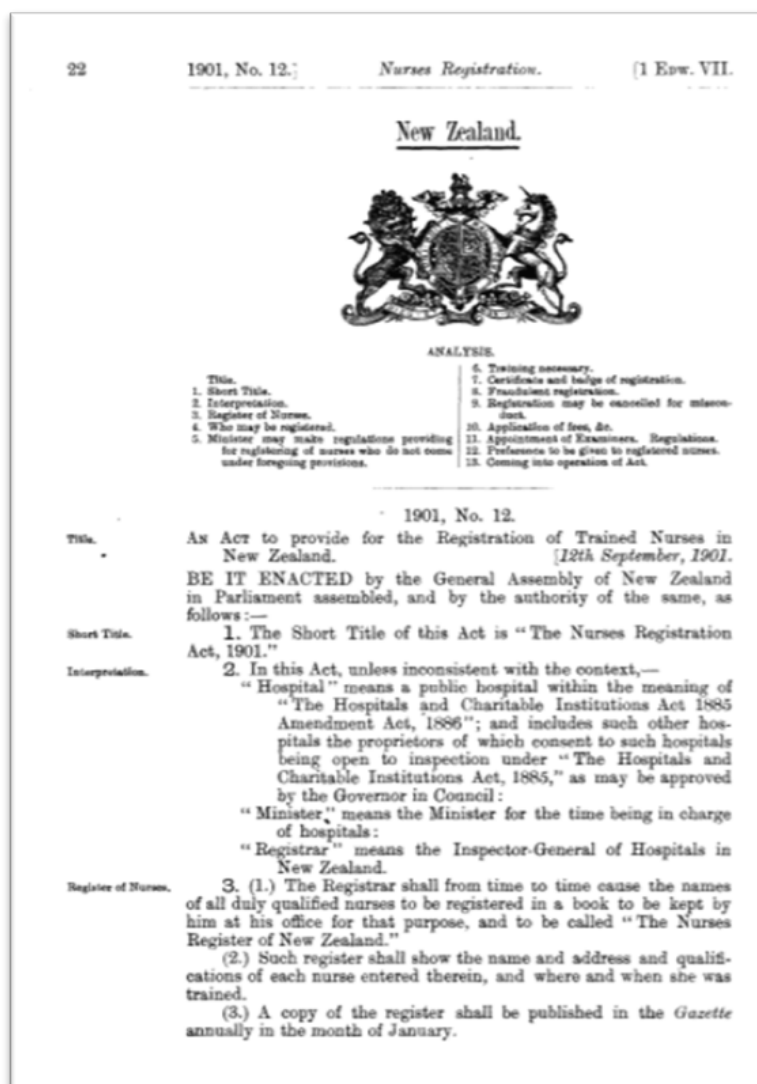 22 1901, No. 12.] Nurses Registration. [1 EDW. VII.
New Zealand.
ANALYSIS.
Title.
1. Short Title.
2. Interpretation.
3. Register of Nurses.
4. Who may be registered.
5. Minister may make regulations providing
for registering of nurses who do not come
under foregoing provisions.
6. Training necessary.
7. Certificate and badge of registration.
8. Fraudulent registration.
9. Registration may be cancelled for miscon-
duct.
10. Application of fees, &c.
11. Appointment of Examiners. Regulations.
12. Preference to be given to registered nurses.
13. Coming into operation of Act.
1901, No. 12.
Title. AN ACT to provide for the Registration of Trained Nurses in
New Zealand. [12th September, 1901.
BE IT ENACTED by the General Assembly of New Zealand
in Parliament assembled, and by the authority of the same, as
follows:—
Short Title. 1. The Short Title of this Act is "The Nurses Registration
Act, 1901."
Interpretation. 2. In this Act, unless inconsistent with the context,—
"Hospital" means a public hospital within the meaning of
"The Hospitals and Charitable Institutions Act 1885
Amendment Act, 1886"; and includes such other hos-
pitals the proprietors of which consent to such hospitals
being open to inspection under "The Hospitals and
Charitable Institutions Act, 1885," as may be approved
by the Governor in Council:
"Minister" means the Minister for the time being in charge
of hospitals:
"Registrar" means the Inspector-General of Hospitals in
New Zealand.
Register of Nurses. 3. (1.) The Registrar shall from time to time cause the names
of all duly qualified nurses to be registered in a book to be kept by
him at his office for that purpose, and to be called "The Nurses
Register of New Zealand."
(2.) Such register shall show the name and address and qualifi-
cations of each nurse entered therein, and where and when she was
trained.
(3.) A copy of the register shall be published in the Gazette
annually in the month of January.